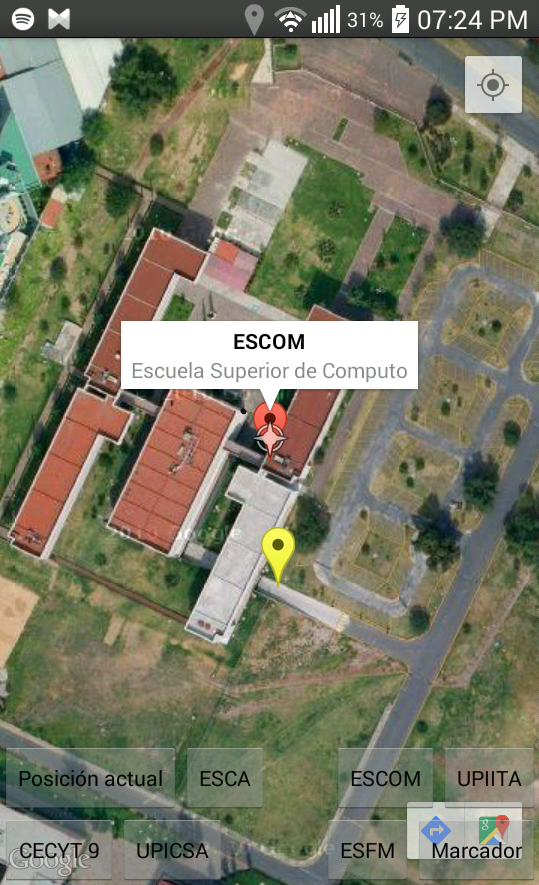 31% 07:24 PM
ESCOM
Escuela Superior de Computo
Posición actual ESCA ESCOM UPIITA
CECYT 9 UPICSA ESFM Marcador
Google